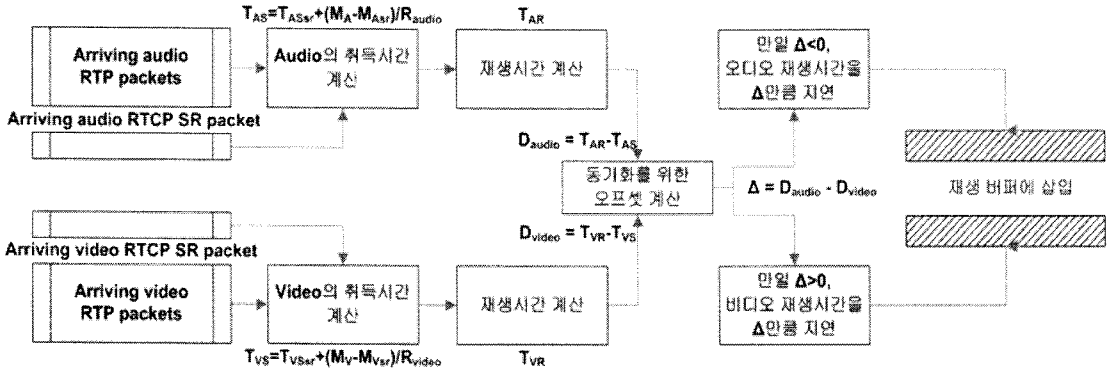 T_AS=T_ASsr+(M_A-M_Asr)/R_audio
T_AR
Arriving audio
RTP packets
Audio의 취득시간
계산
재생시간 계산
만일 Δ<0,
오디오 재생시간을
Δ만큼 지연
Arriving audio RTCP SR packet
D_audio = T_AR-T_AS
동기화를 위한
오프셋 계산
Δ = D_audio - D_video
재생 버퍼에 삽입
D_video = T_VR-T_VS
Arriving video RTCP SR packet
Arriving video
RTP packets
Video의 취득시간
계산
재생시간 계산
만일 Δ>0,
비디오 재생시간을
Δ만큼 지연
T_VS=T_VSsr+(M_V-M_Vsr)/R_video
T_VR